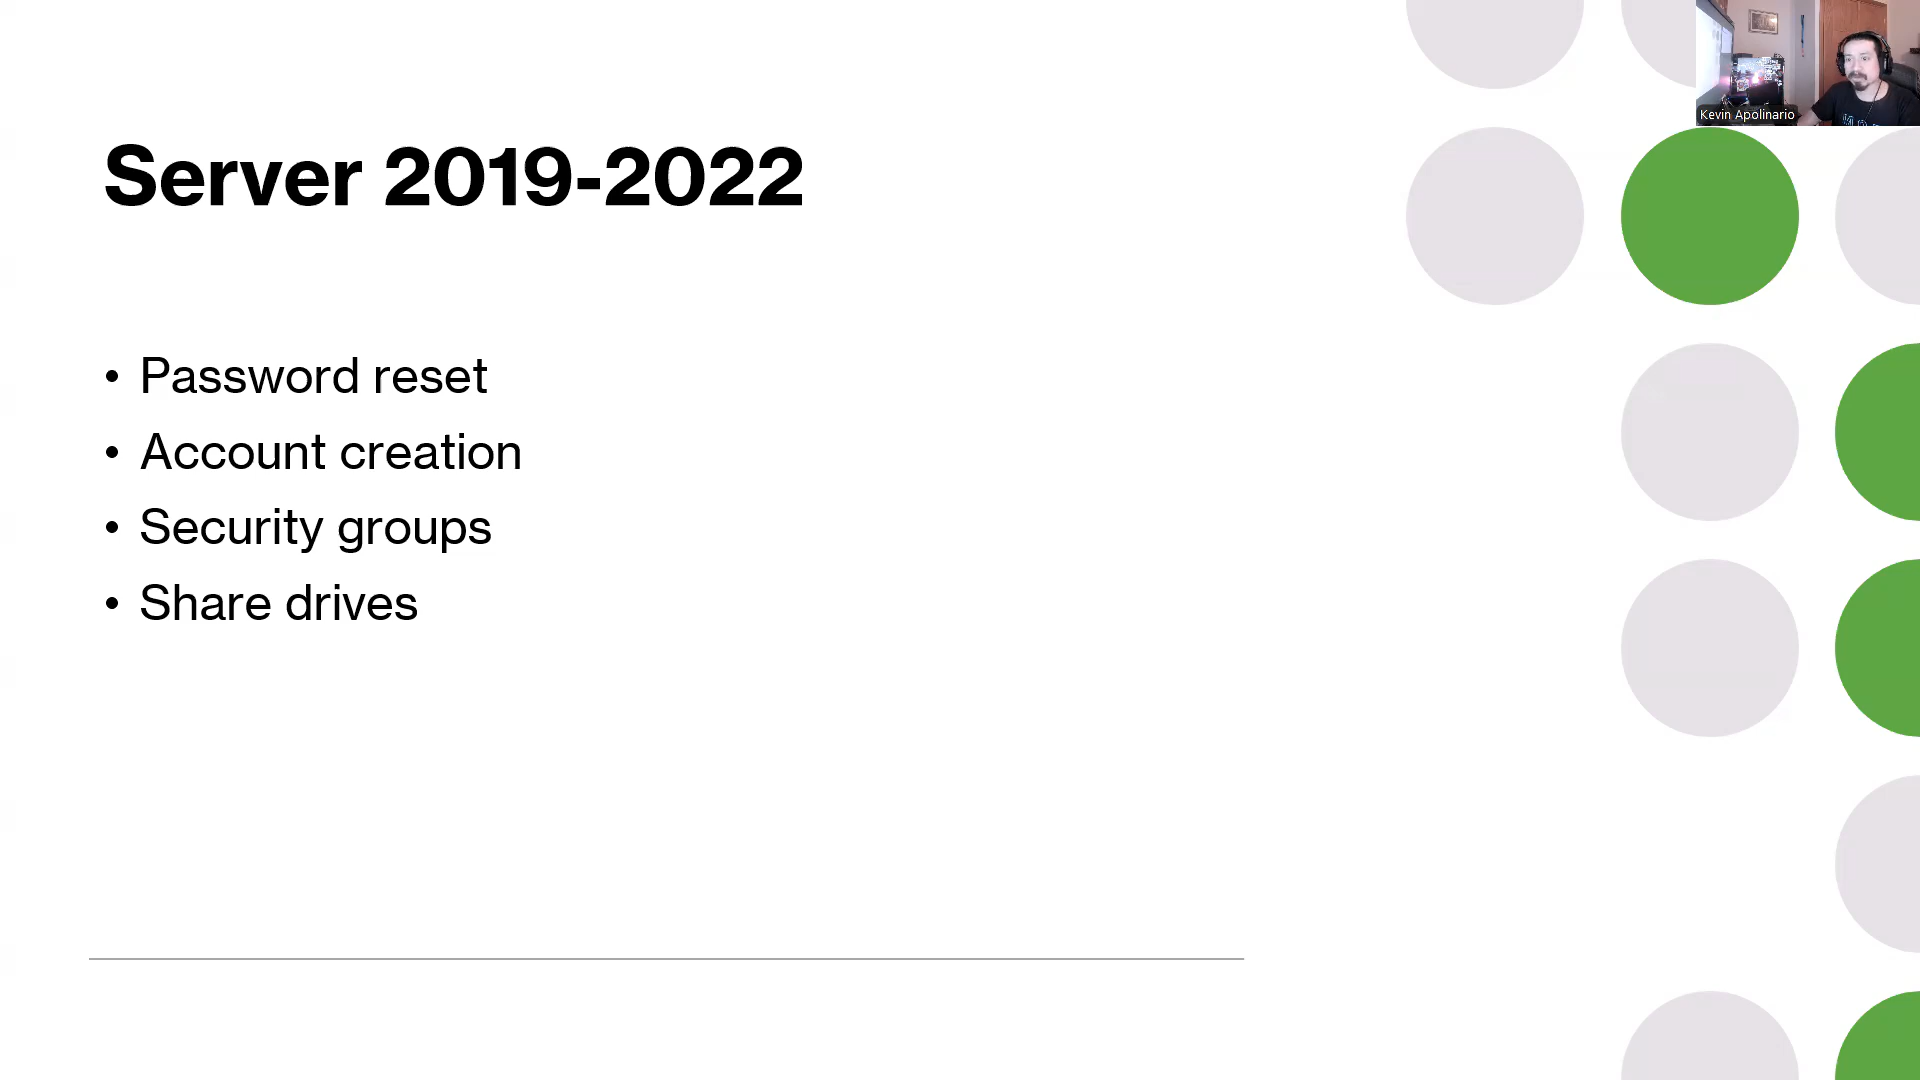 Kevin Apolinario
Server 2019-2022
• Password reset
• Account creation
• Security groups
• Share drives